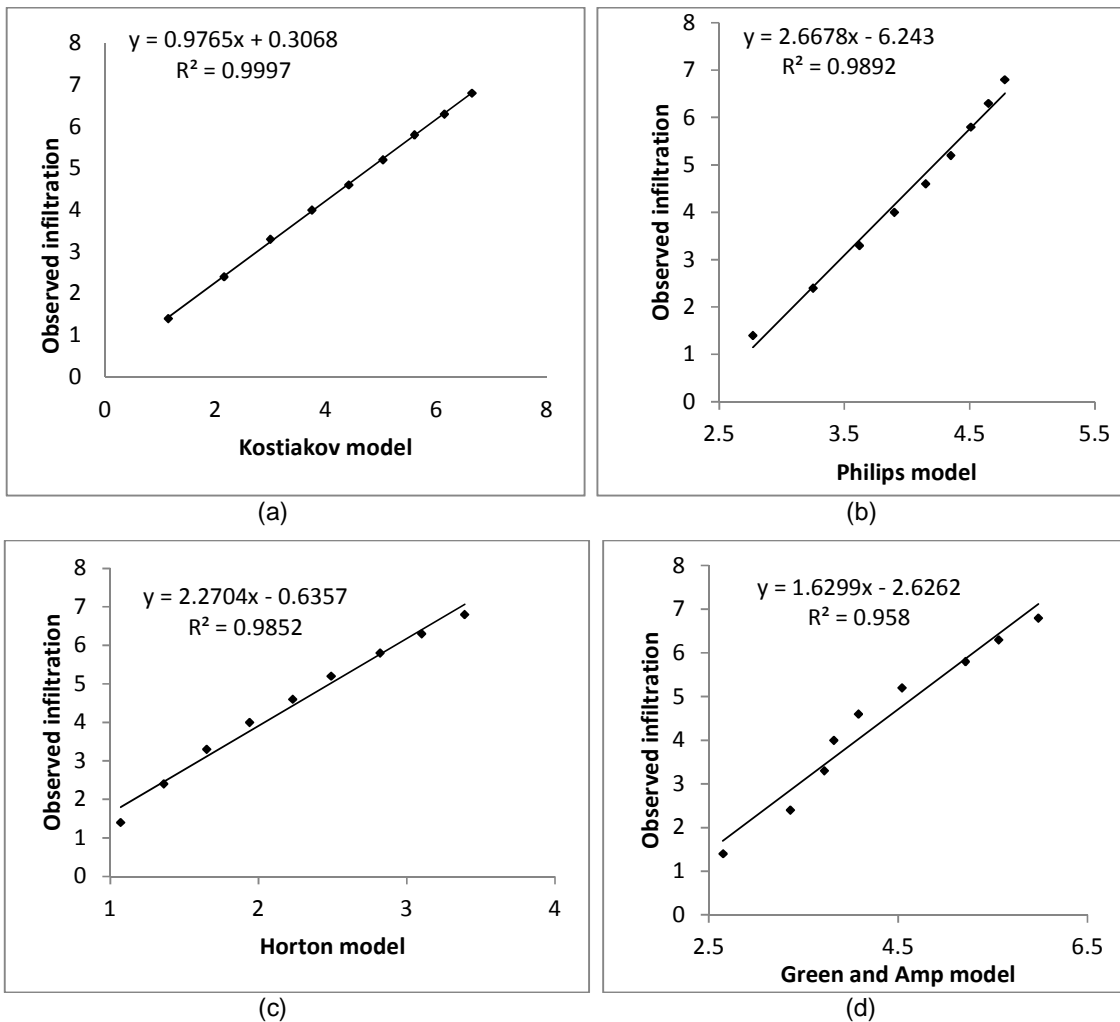 y = 0.9765x + 0.3068
R² = 0.9997
8
7
6
5
4
3
2
1
0
Observed infiltration
0 2 4 6 8
Kostiakov model
(a)
y = 2.6678x - 6.243
R² = 0.9892
8
7
6
5
4
3
2
1
0
Observed infiltration
2.5 3.5 4.5 5.5
Philips model
(b)
y = 2.2704x - 0.6357
R² = 0.9852
8
7
6
5
4
3
2
1
0
Observed infiltration
1 2 3 4
Horton model
(c)
y = 1.6299x - 2.6262
R² = 0.958
8
7
6
5
4
3
2
1
0
Observed infiltration
2.5 4.5 6.5
Green and Amp model
(d)